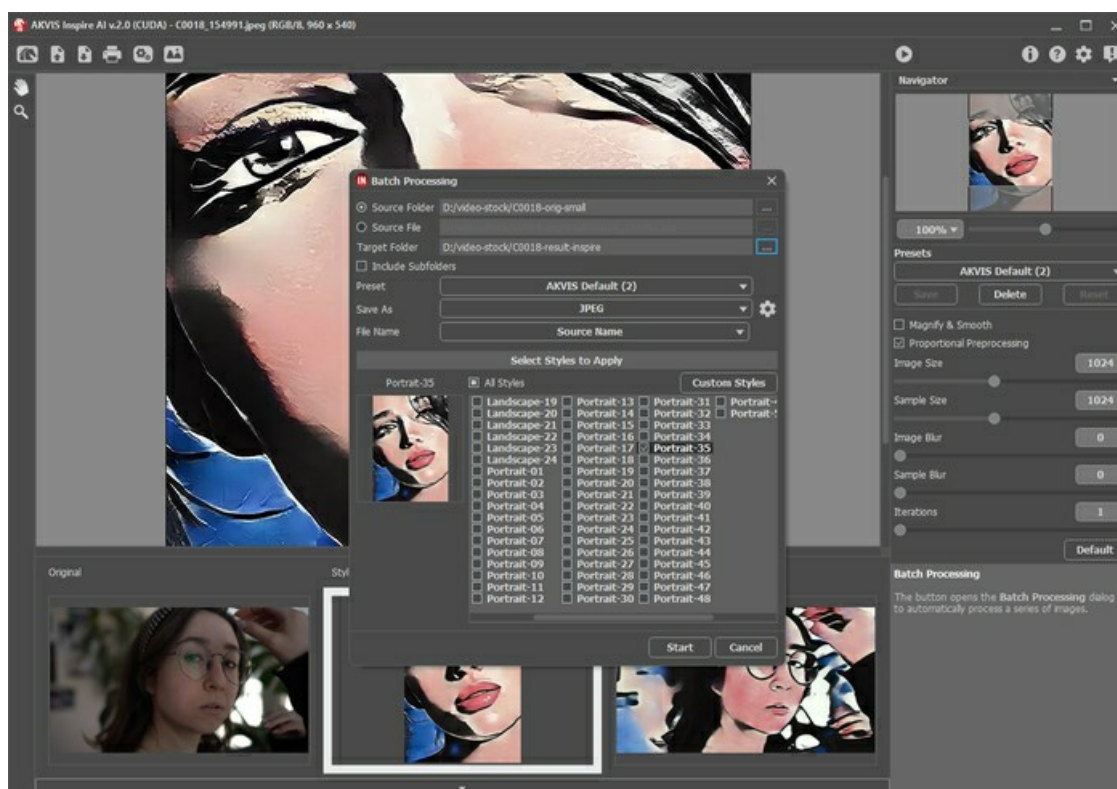 AKVIS Inspire AI v.2.0 (CUDA) - C0018_154991.jpeg (RGB/8, 960 x 540)
Navigator
100%
Presets
AKVIS Default (2)
Save Delete Reset
Magnify & Smooth
Proportional Preprocessing
Image Size 1024
Sample Size 1024
Image Blur 0
Sample Blur 0
Iterations 1
Default
Batch Processing
The button opens the Batch Processing dialog
to automatically process a series of images.
IN Batch Processing
Source Folder D:/video-stock/C0018-orig-small ...
Source File
Target Folder D:/video-stock/C0018-result-inspire ...
Include Subfolders
Preset AKVIS Default (2)
Save As JPEG
File Name Source Name
Select Styles to Apply
Portrait-35 All Styles Custom Styles
Landscape-19 Portrait-13 Portrait-31
Landscape-20 Portrait-14 Portrait-32
Landscape-21 Portrait-15 Portrait-33
Landscape-22 Portrait-16 Portrait-34
Landscape-23 Portrait-17 Portrait-35
Landscape-24 Portrait-18 Portrait-36
Portrait-01 Portrait-19 Portrait-37
Portrait-02 Portrait-20 Portrait-38
Portrait-03 Portrait-21 Portrait-39
Portrait-04 Portrait-22 Portrait-40
Portrait-05 Portrait-23 Portrait-41
Portrait-06 Portrait-24 Portrait-42
Portrait-07 Portrait-25 Portrait-43
Portrait-08 Portrait-26 Portrait-44
Portrait-09 Portrait-27 Portrait-45
Portrait-10 Portrait-28 Portrait-46
Portrait-11 Portrait-29 Portrait-47
Portrait-12 Portrait-30 Portrait-48
Start Cancel
Original